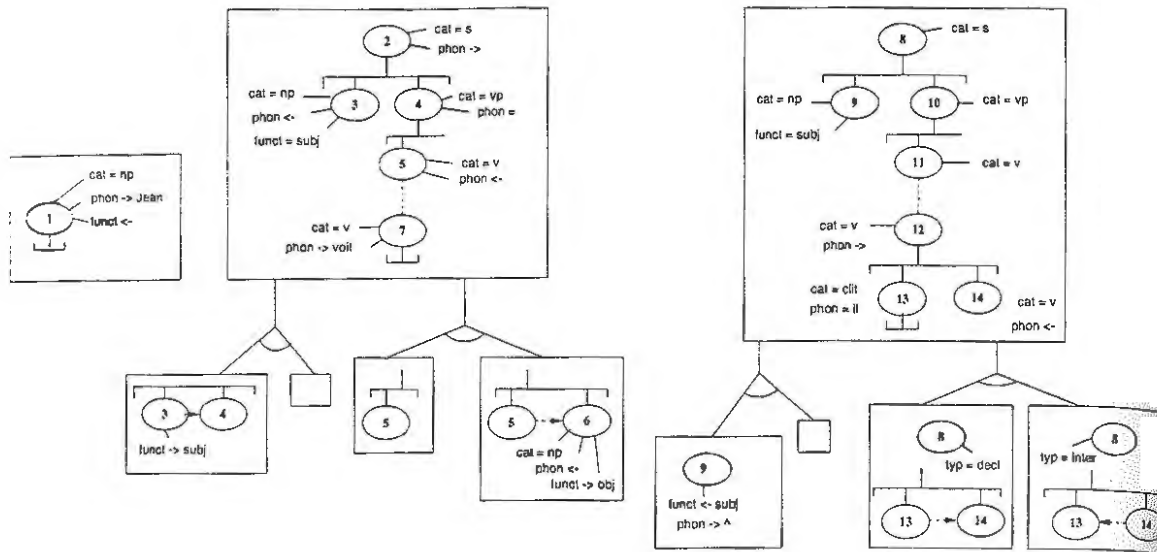 cat = np
phon -> Jean
funct <-
1
2
cat = s
phon ->
cat = np
phon <-
funct = subj
3
4
cat = vp
phon =
5
cat = v
phon <-
cat = v
phon -> voit
7
3
4
funct -> subj
5
5
6
cat = np
phon <-
funct -> obj
8
cat = s
cat = np
funct = subj
9
10
cat = vp
11
cat = v
cat = v
phon ->
12
cat = clit
phon = il
13
14
cat = v
phon <-
9
funct <- subj
phon -> ^
8
typ = decl
13
14
8
typ = inter
13
14